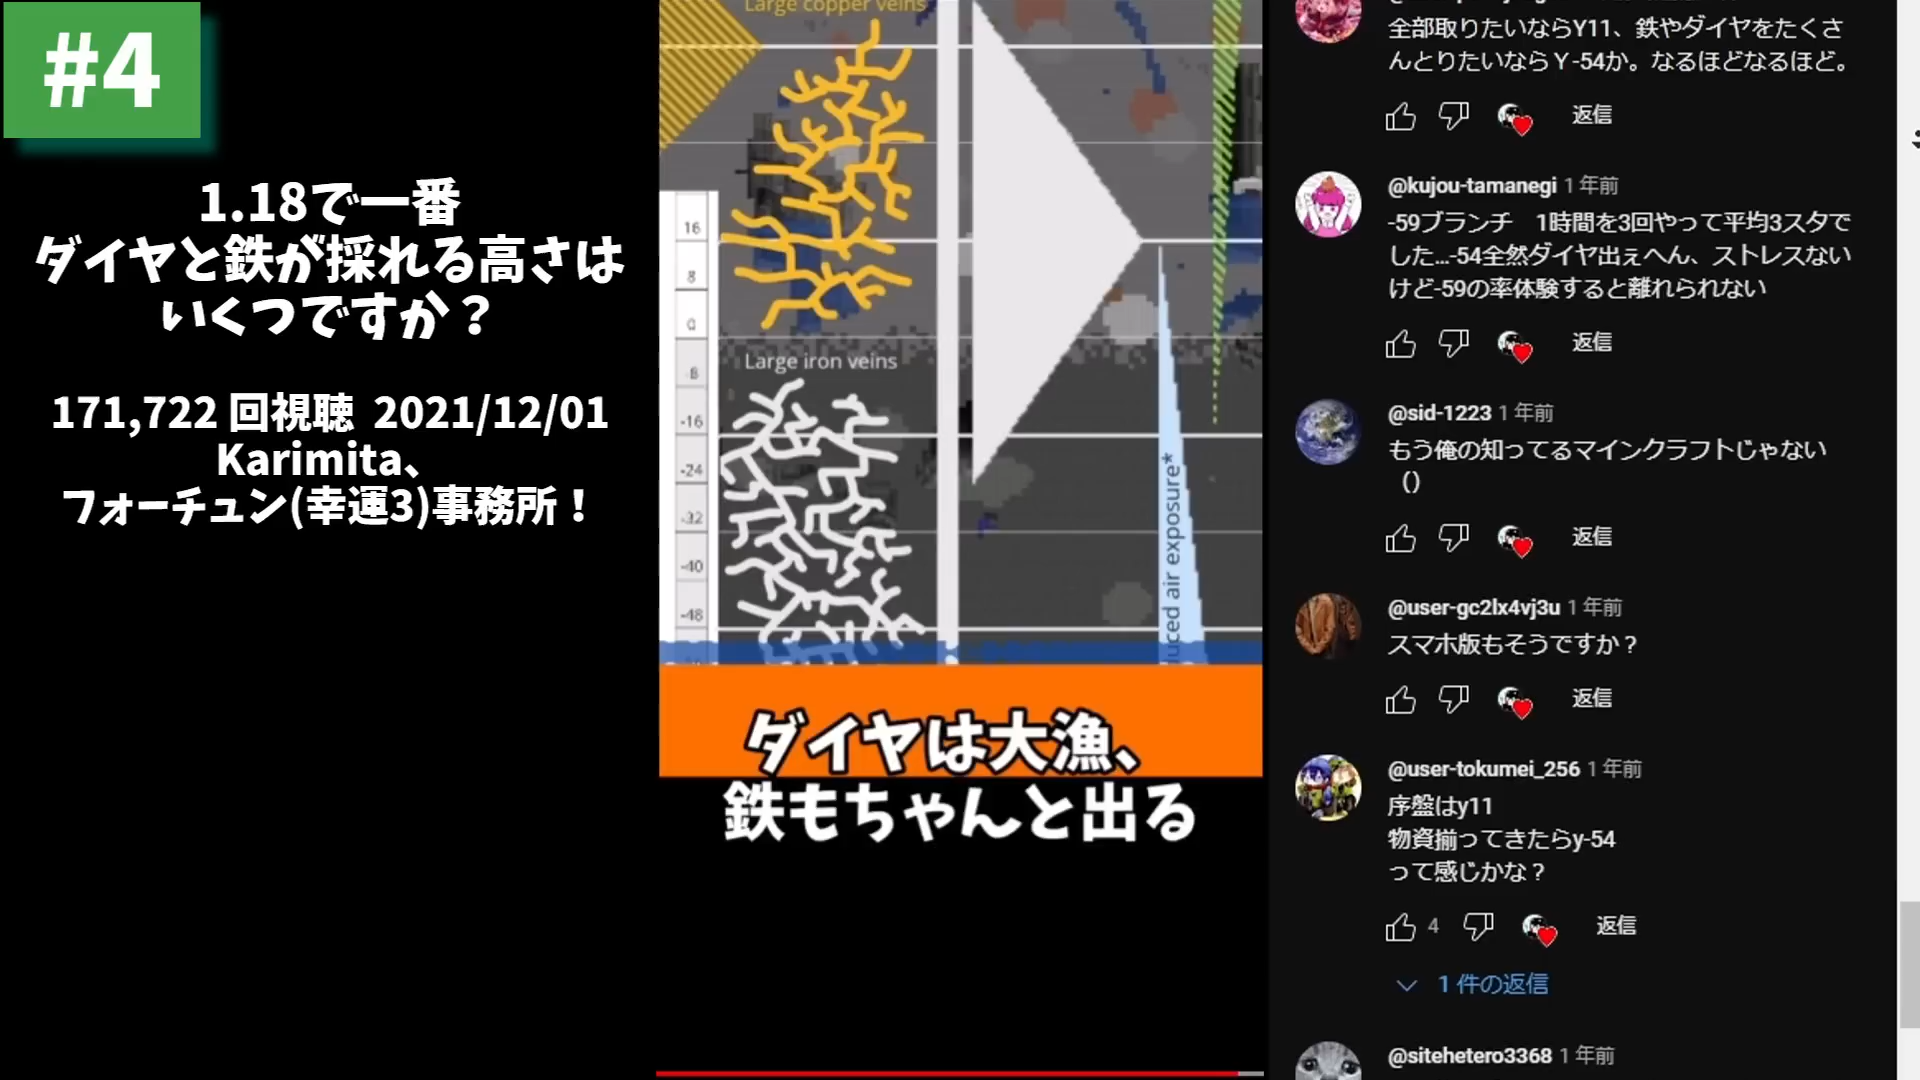 #4
1.18で一番
ダイヤと鉄が採れる高さは
いくつですか？
171,722 回視聴 2021/12/01
Karimita、
フォーチュン(幸運3)事務所！
Large copper veins
16
8
0
-8
-16
-24
-32
-40
-48
Large iron veins
uced air exposure*
ダイヤは大漁、
鉄もちゃんと出る
全部取りたいならY11、鉄やダイヤをたくさ
んとりたいならＹ-54か。なるほどなるほど。
返信
@kujou-tamanegi 1 年前
-59ブランチ　1時間を3回やって平均3スタで
した...-54全然ダイヤ出ぇへん、ストレスない
けど-59の率体験すると離れられない
返信
@sid-1223 1 年前
もう俺の知ってるマインクラフトじゃない
（）
返信
@user-gc2lx4vj3u 1 年前
スマホ版もそうですか？
返信
@user-tokumei_256 1 年前
序盤はy11
物資揃ってきたらy-54
って感じかな？
4
返信
1 件の返信
@sitehetero3368 1 年前